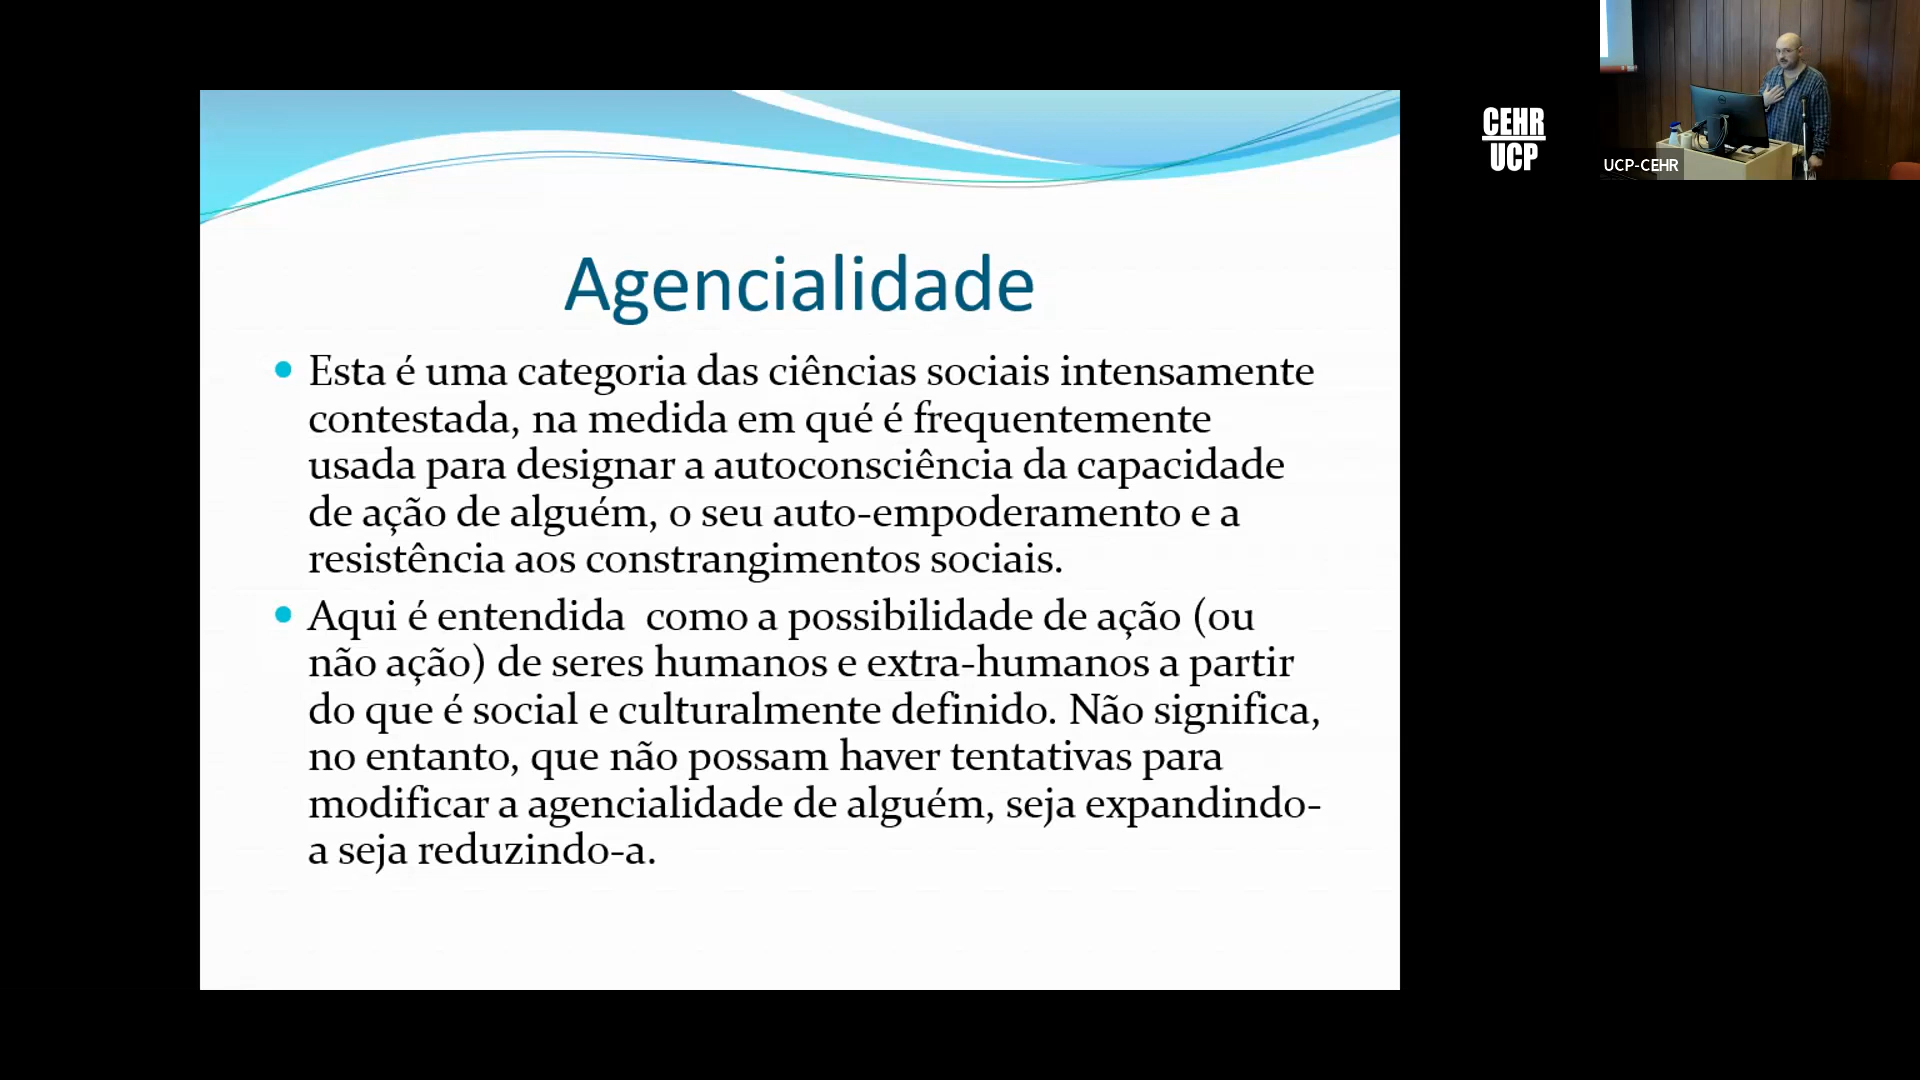 Agencialidade
Esta é uma categoria das ciências sociais intensamente
contestada, na medida em qué é frequentemente
usada para designar a autoconsciência da capacidade
de ação de alguém, o seu auto-empoderamento e a
resistência aos constrangimentos sociais.
Aqui é entendida como a possibilidade de ação (ou
não ação) de seres humanos e extra-humanos a partir
do que é social e culturalmente definido. Não significa,
no entanto, que não possam haver tentativas para
modificar a agencialidade de alguém, seja expandindo-
a seja reduzindo-a.
CEHR
UCP
UCP-CEHR